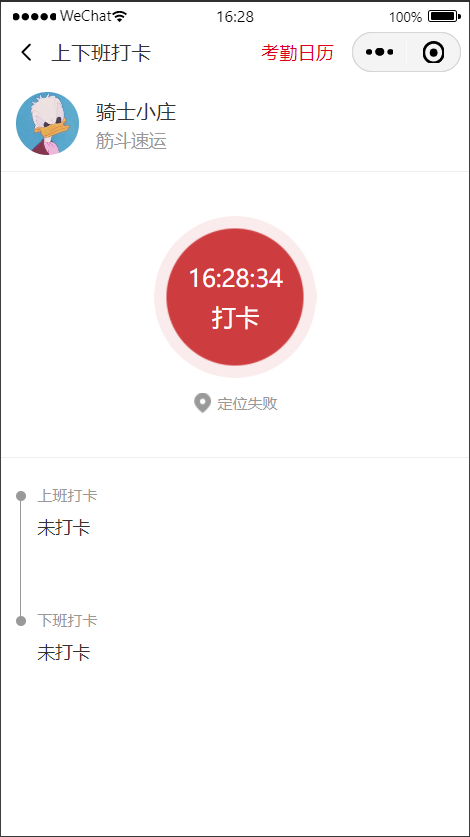 WeChat 16:28 100%
上下班打卡 考勤日历
骑士小庄
筋斗速运
16:28:34
打卡
定位失败
上班打卡
未打卡
下班打卡
未打卡